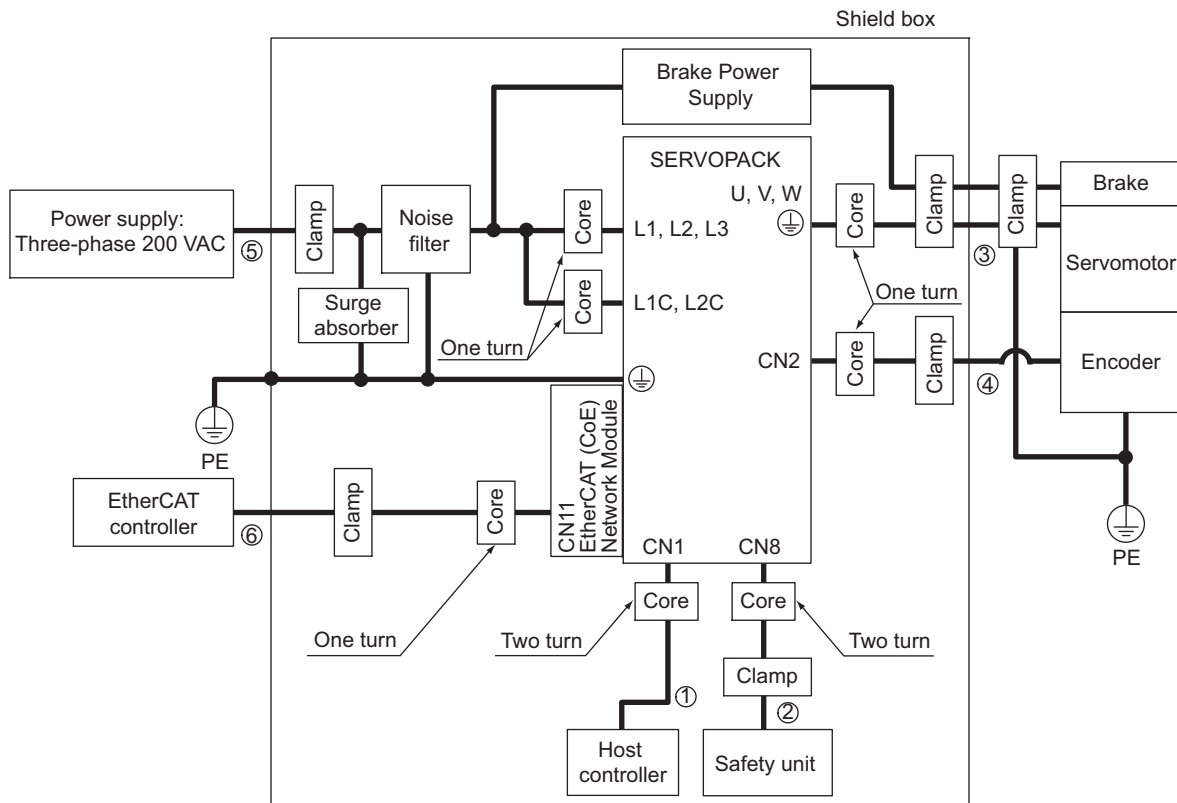 Shield box
Brake Power
Supply
SERVOPACK
U, V, W
Core
Clamp
Clamp
Brake
Power supply:
Three-phase 200 VAC
⑤
Clamp
Noise
filter
Core
L1, L2, L3
③
Servomotor
Surge
absorber
Core
L1C, L2C
One turn
One turn
CN2
Core
Clamp
④
Encoder
PE
EtherCAT
controller
⑥
Clamp
Core
CN11
EtherCAT (CoE)
Network Module
PE
CN1
CN8
Core
Core
One turn
Two turn
Two turn
Clamp
①
②
Host
controller
Safety unit